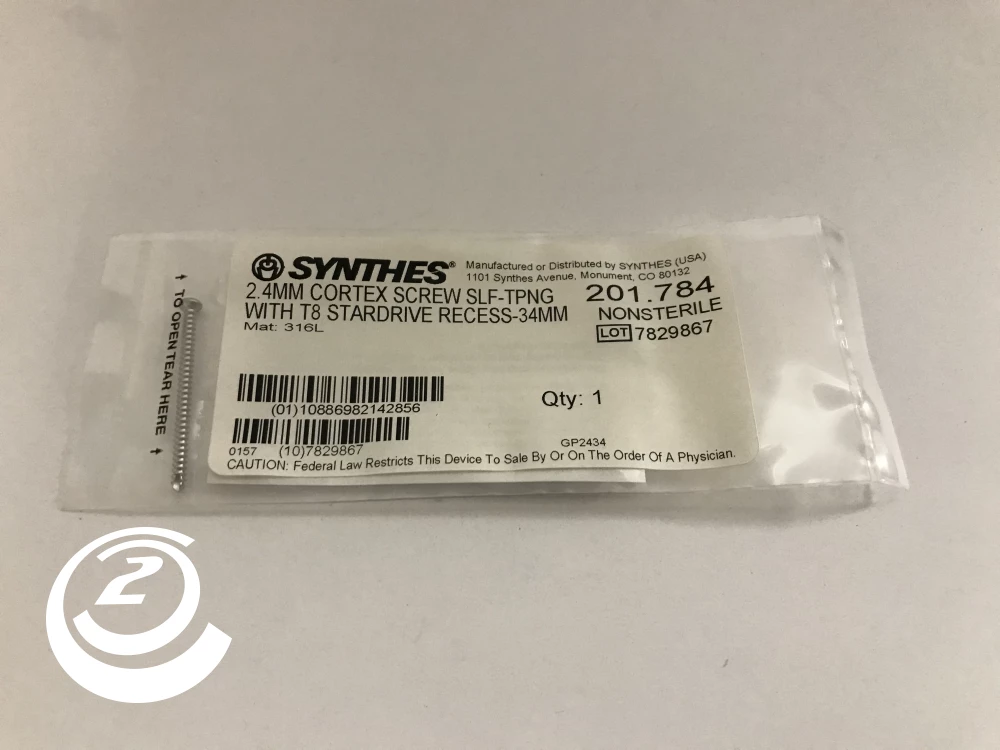 ↑ TO OPEN TEAR HERE ↑
SYNTHES®
Manufactured or Distributed by SYNTHES (USA)
1101 Synthes Avenue, Monument, CO 80132
2.4MM CORTEX SCREW SLF-TPNG
WITH T8 STARDRIVE RECESS-34MM
Mat: 316L
201.784
NONSTERILE
LOT 7829867
(01)10886982142856
Qty: 1
0157 (10)7829867
GP2434
CAUTION: Federal Law Restricts This Device To Sale By Or On The Order Of A Physician.
2